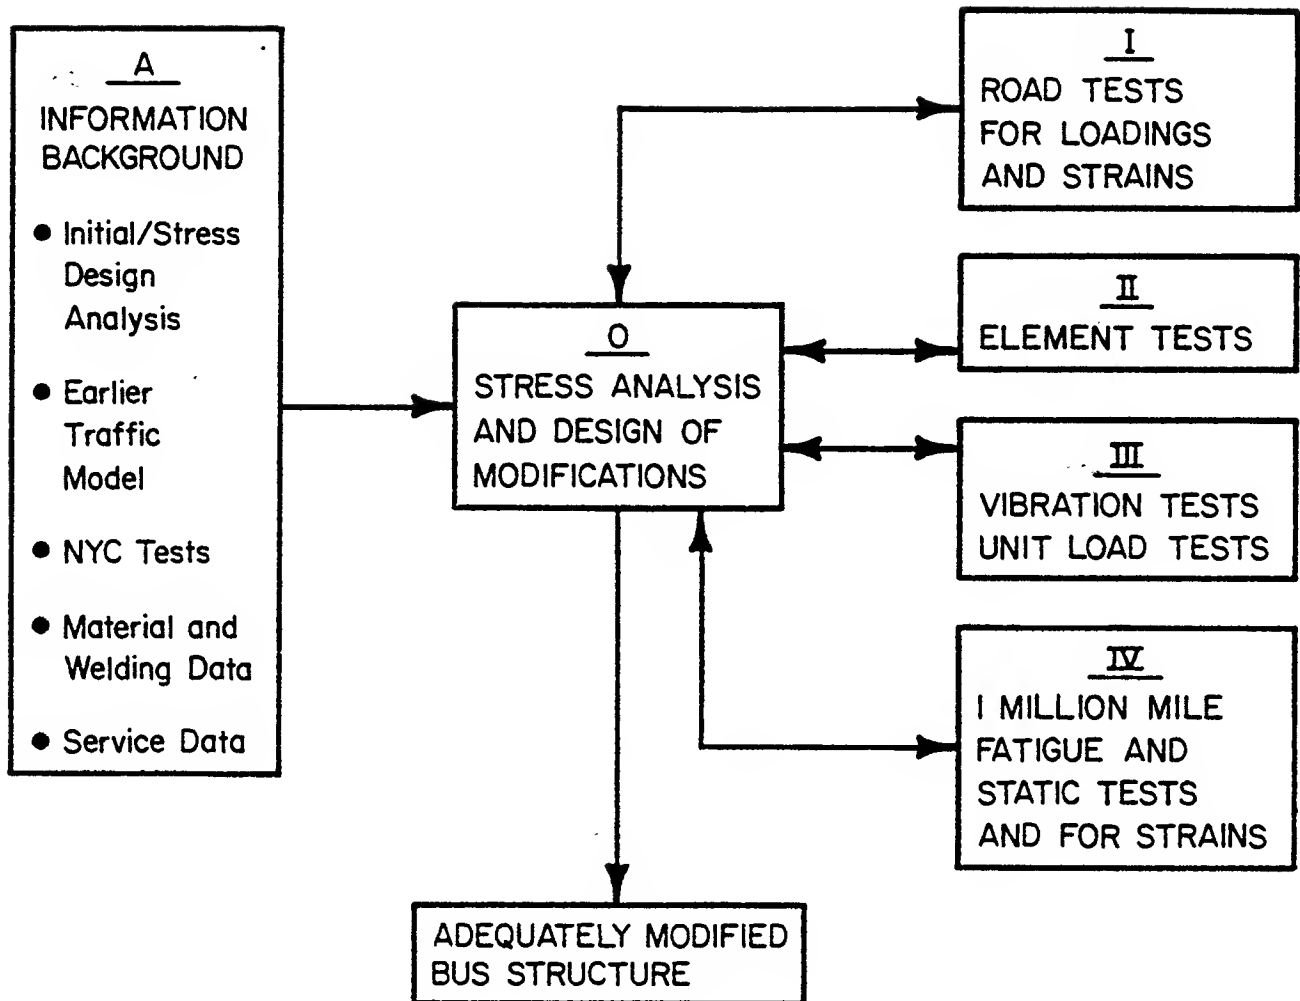 A
INFORMATION
BACKGROUND
● Initial/Stress
Design
Analysis
● Earlier
Traffic
Model
● NYC Tests
● Material and
Welding Data
● Service Data
O
STRESS ANALYSIS
AND DESIGN OF
MODIFICATIONS
I
ROAD TESTS
FOR LOADINGS
AND STRAINS
II
ELEMENT TESTS
III
VIBRATION TESTS
UNIT LOAD TESTS
IV
I MILLION MILE
FATIGUE AND
STATIC TESTS
AND FOR STRAINS
ADEQUATELY MODIFIED
BUS STRUCTURE